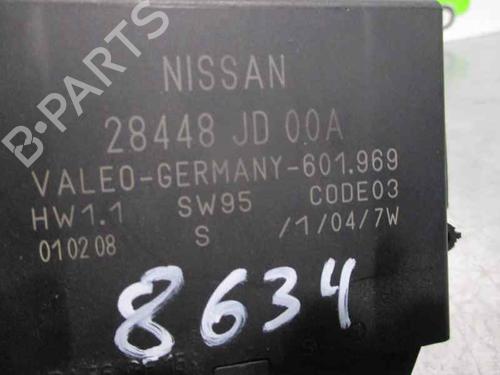 NISSAN
28448 JD 00A
VALEO-GERMANY-601.969
HW1.1 SW95 CODE03
010208 S /1/04/7W
8634
B-PARTS